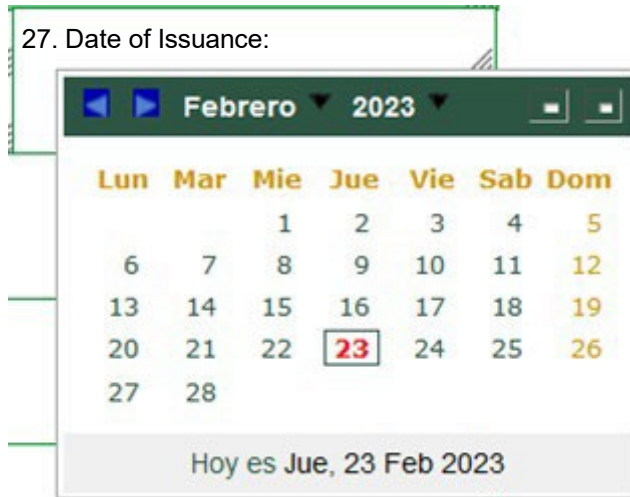 27. Date of Issuance:
Febrero 2023
Lun Mar Mie Jue Vie Sab Dom
1 2 3 4 5
6 7 8 9 10 11 12
13 14 15 16 17 18 19
20 21 22 23 24 25 26
27 28
Hoy es Jue, 23 Feb 2023